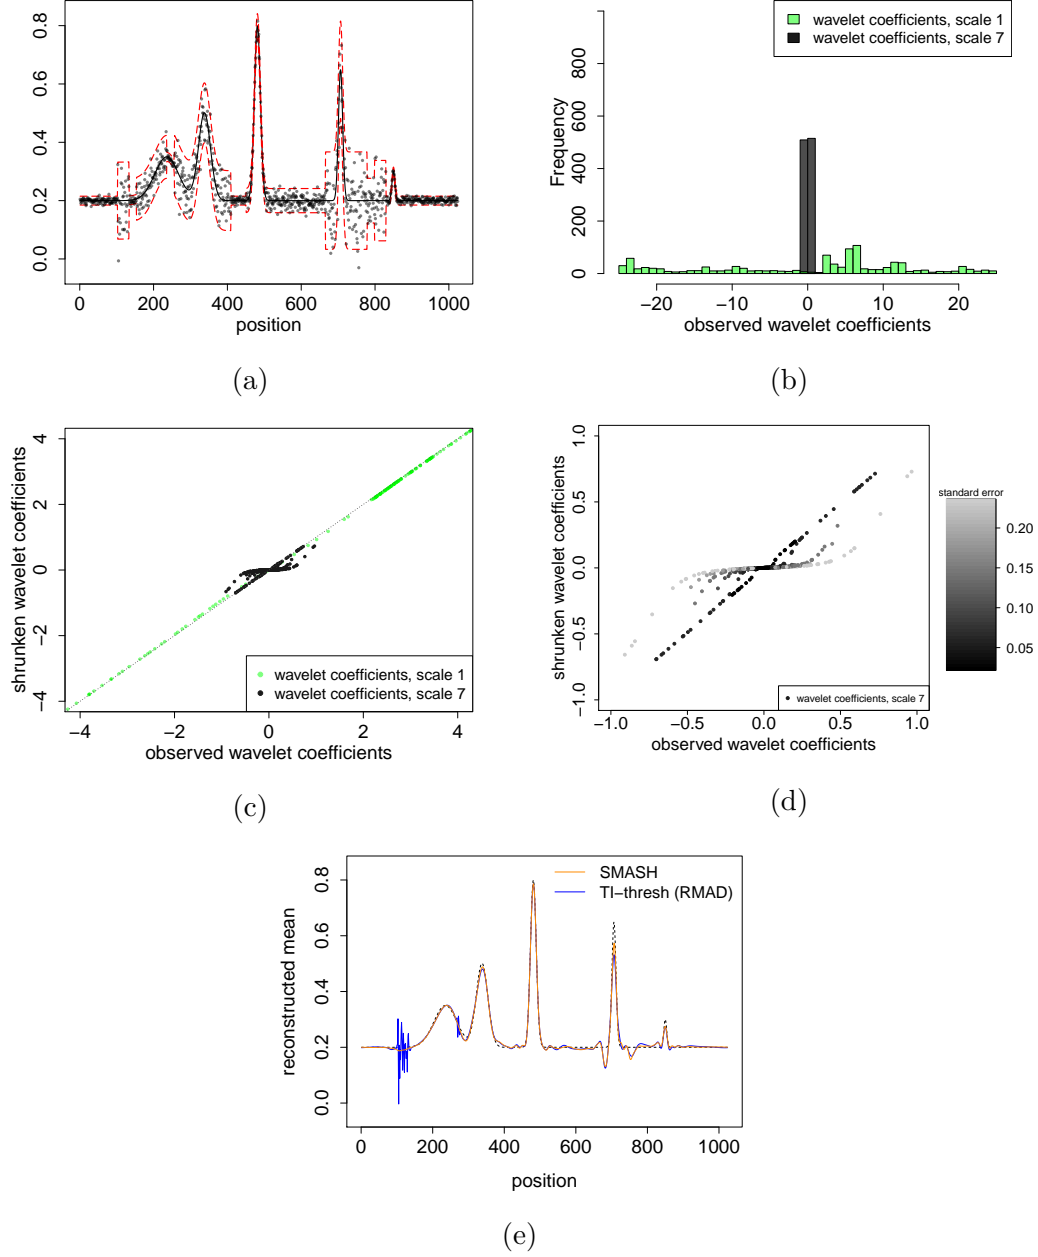 0.0 0.2 0.4 0.6 0.8
0 200 400 600 800 1000
position
(a)
wavelet coefficients, scale 1
wavelet coefficients, scale 7
Frequency
0 200 400 600 800
−20 −10 0 10 20
observed wavelet coefficients
(b)
shrunken wavelet coefficients
−4 −2 0 2 4
wavelet coefficients, scale 1
wavelet coefficients, scale 7
−4 −2 0 2 4
observed wavelet coefficients
(c)
shrunken wavelet coefficients
−1.0 −0.5 0.0 0.5 1.0
wavelet coefficients, scale 7
−1.0 −0.5 0.0 0.5 1.0
observed wavelet coefficients
standard error
0.20
0.15
0.10
0.05
(d)
SMASH
TI−thresh (RMAD)
reconstructed mean
0.0 0.2 0.4 0.6 0.8
0 200 400 600 800 1000
position
(e)